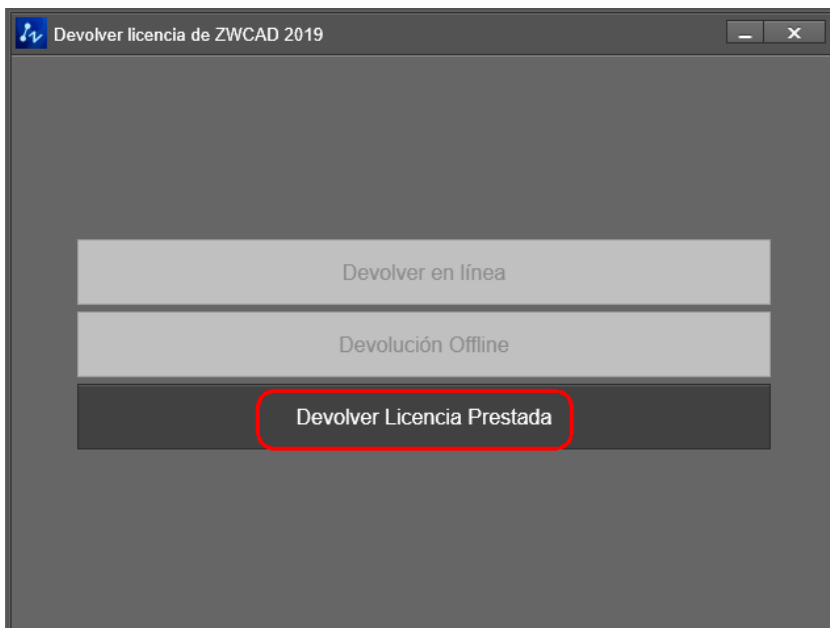 Devolver licencia de ZWCAD 2019
Devolver en línea
Devolución Offline
Devolver Licencia Prestada